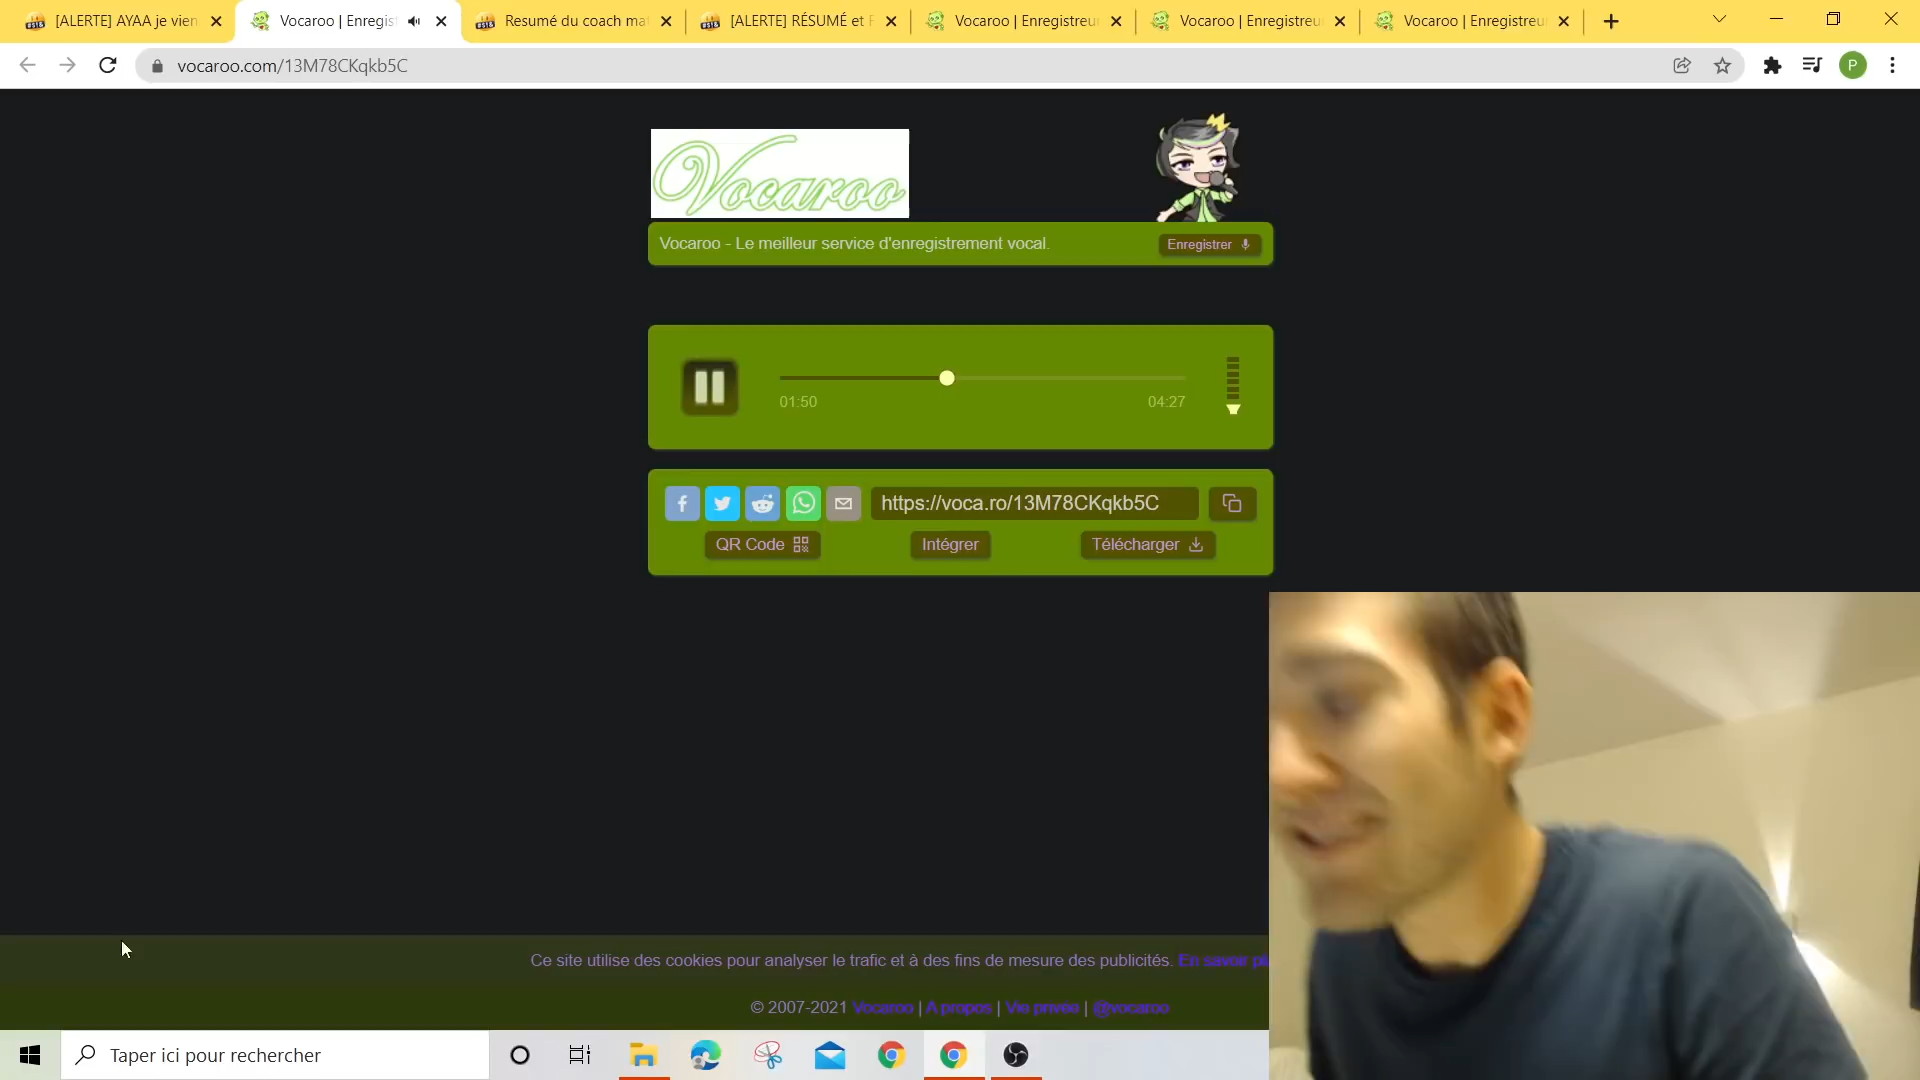 [ALERTE] AYAA je vien
Vocaroo | Enregis
Resumé du coach ma
[ALERTE] RÉSUMÉ et F
Vocaroo | Enregistreu
Vocaroo | Enregistreu
Vocaroo | Enregistreu
vocaroo.com/13M78CKqkb5C
P
Vocaroo
Vocaroo - Le meilleur service d'enregistrement vocal.
Enregistrer
01:50
04:27
https://voca.ro/13M78CKqkb5C
QR Code
Intégrer
Télécharger
Ce site utilise des cookies pour analyser le trafic et à des fins de mesure des publicités. En savoir pl
© 2007-2021 Vocaroo | A propos | Vie privée | @vocaroo
Taper ici pour rechercher